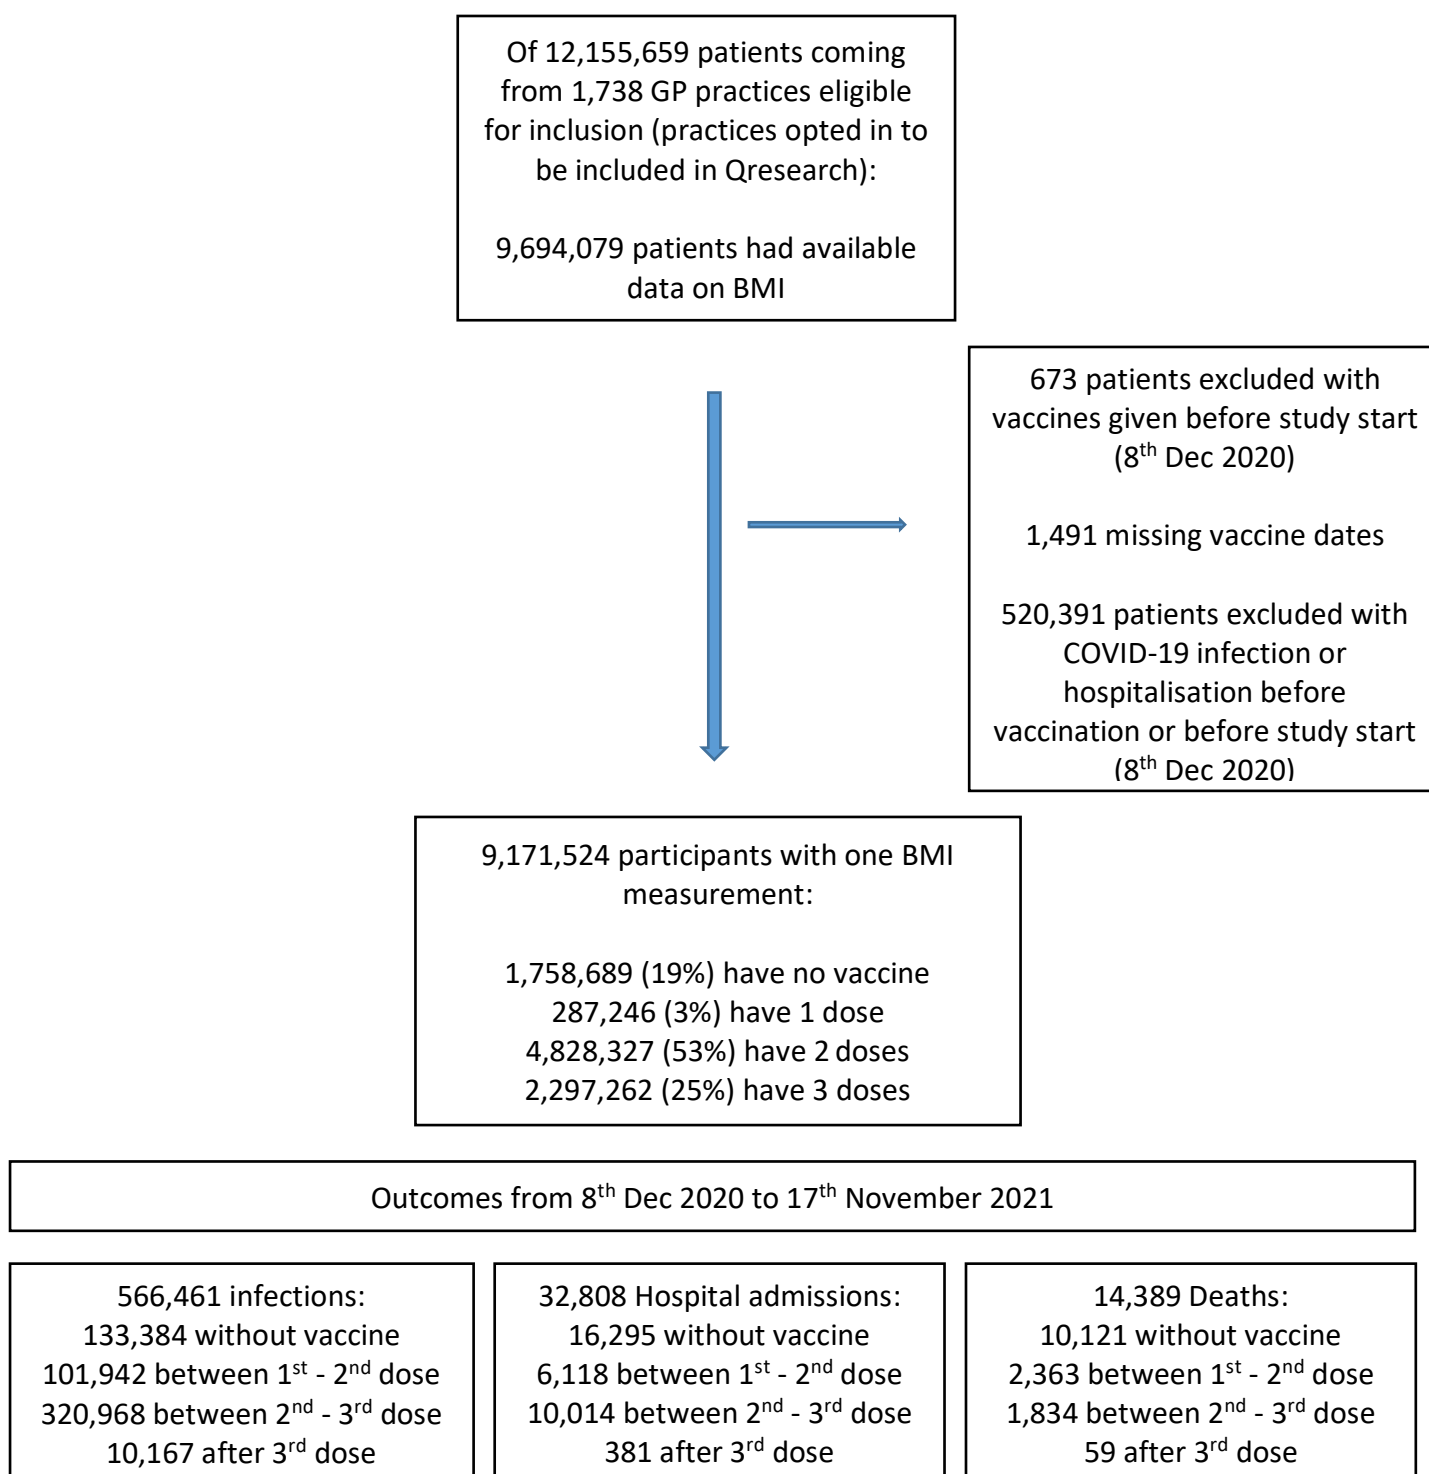 Of 12,155,659 patients coming
from 1,738 GP practices eligible
for inclusion (practices opted in to
be included in Qresearch):
9,694,079 patients had available
data on BMI
673 patients excluded with
vaccines given before study start
(8th Dec 2020)
1,491 missing vaccine dates
520,391 patients excluded with
COVID-19 infection or
hospitalisation before
vaccination or before study start
(8th Dec 2020)
9,171,524 participants with one BMI
measurement:
1,758,689 (19%) have no vaccine
287,246 (3%) have 1 dose
4,828,327 (53%) have 2 doses
2,297,262 (25%) have 3 doses
Outcomes from 8th Dec 2020 to 17th November 2021
566,461 infections:
133,384 without vaccine
101,942 between 1st - 2nd dose
320,968 between 2nd - 3rd dose
10,167 after 3rd dose
32,808 Hospital admissions:
16,295 without vaccine
6,118 between 1st - 2nd dose
10,014 between 2nd - 3rd dose
381 after 3rd dose
14,389 Deaths:
10,121 without vaccine
2,363 between 1st - 2nd dose
1,834 between 2nd - 3rd dose
59 after 3rd dose